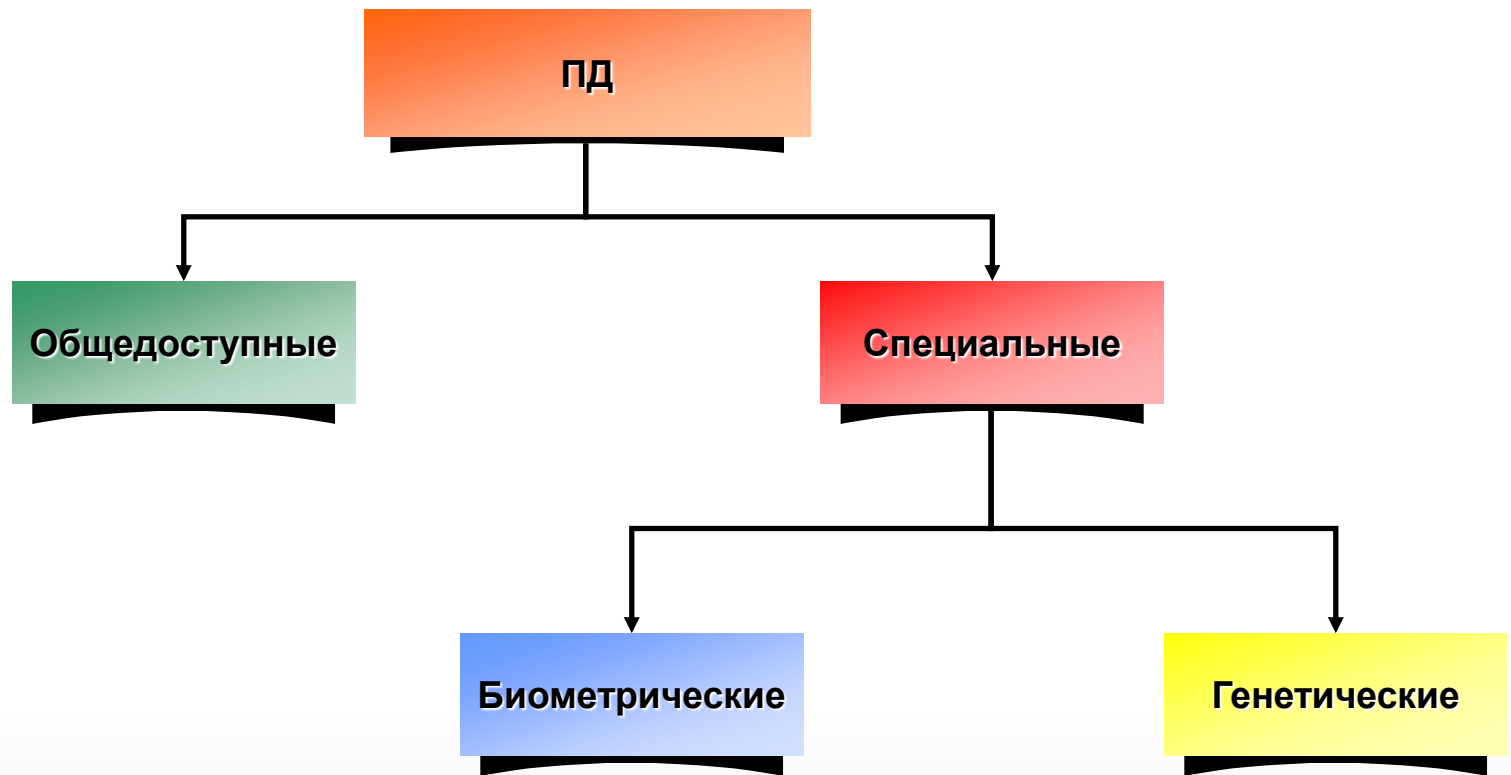 ПД
Общедоступные
Специальные
Биометрические
Генетические